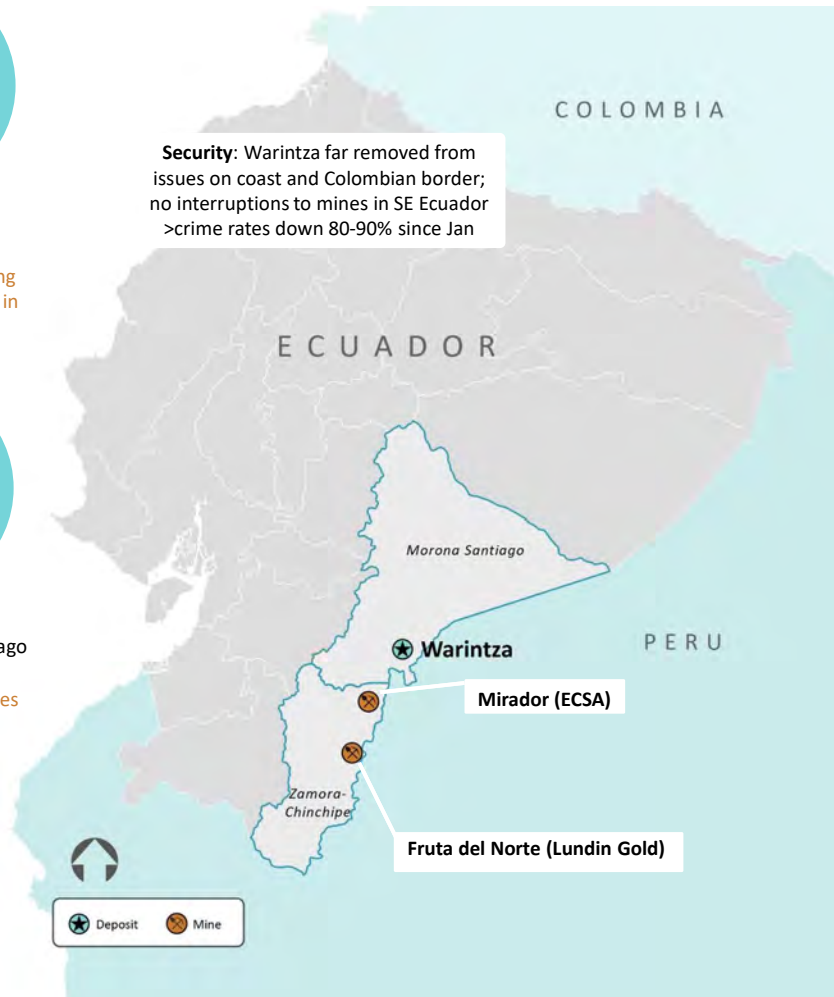 COLOMBIA
Security: Warintza far removed from
issues on coast and Colombian border;
no interruptions to mines in SE Ecuador
>crime rates down 80-90% since Jan
in
ECUADOR
Morona Santiago
Warintza
PERU
Mirador (ECSA)
Zamora-
Chinchipe
Fruta del Norte (Lundin Gold)
Deposit
Mine